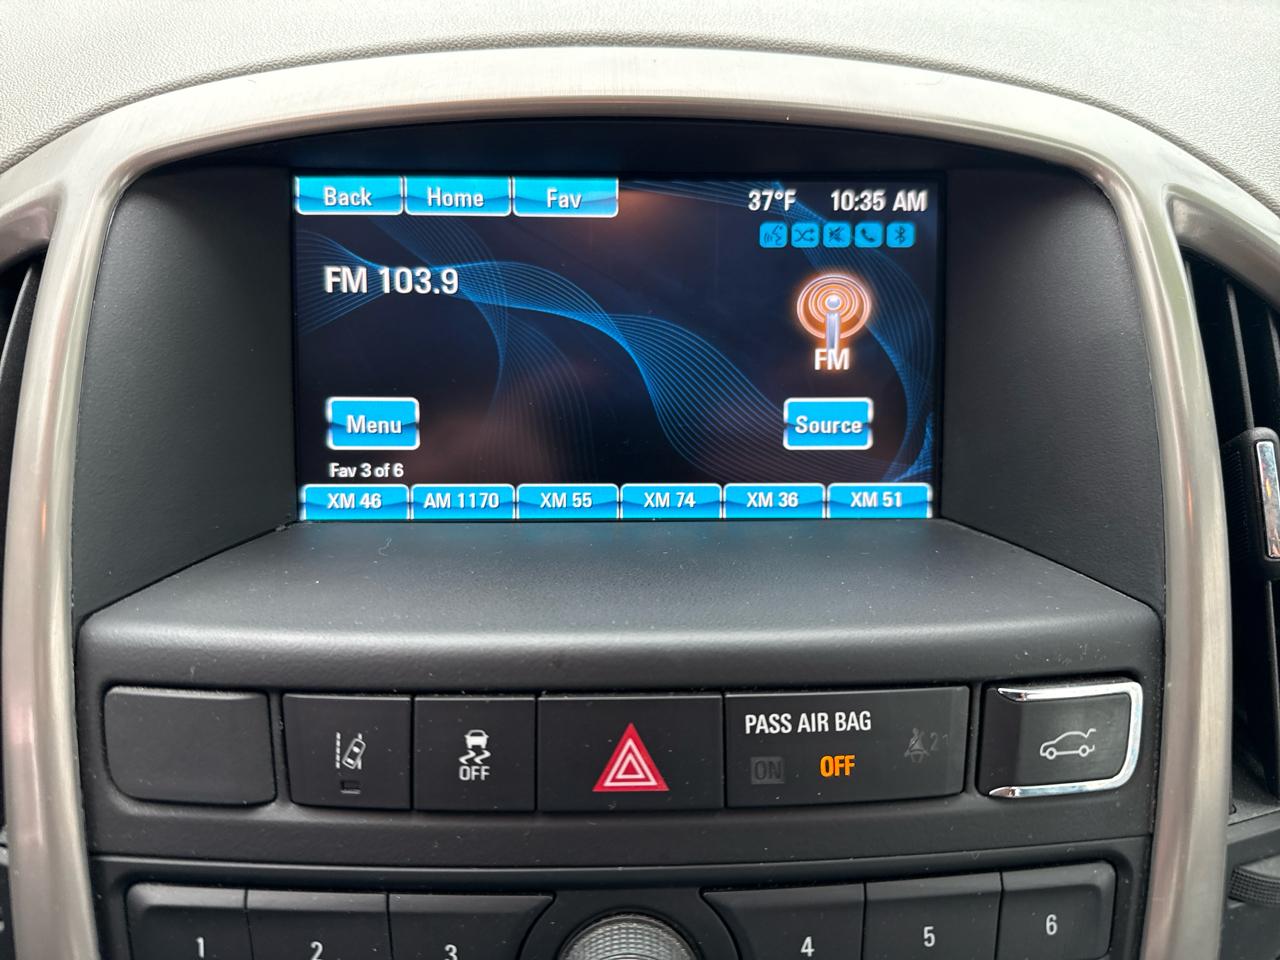 Back Home Fav 37°F 10:35 AM
FM 103.9
FM
Menu Source
Fav 3 of 6
XM 46 AM 1170 XM 55 XM 74 XM 36 XM 51
PASS AIR BAG
OFF ON OFF 2
1 2 3 4 5 6